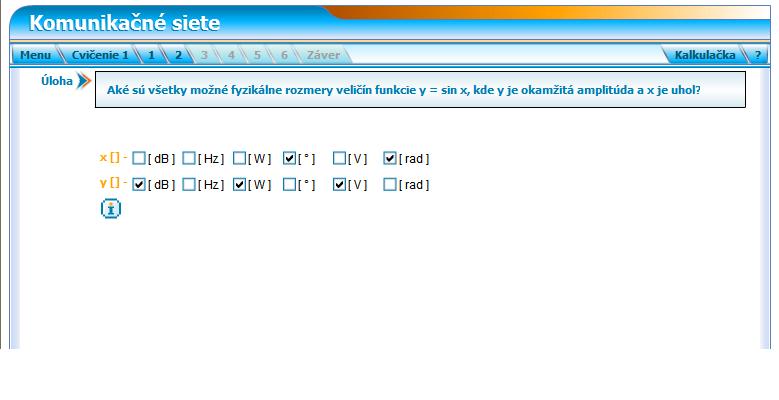 Komunikačné siete
Menu Cvičenie 1 1 2 3 4 5 6 Záver Kalkulačka ?
Úloha Aké sú všetky možné fyzikálne rozmery veličín funkcie y = sin x, kde y je okamžitá amplitúda a x je uhol?
x [] - [ dB ] [ Hz ] [ W ] [ ° ] [ V ] [ rad ]
y [] - [ dB ] [ Hz ] [ W ] [ ° ] [ V ] [ rad ]